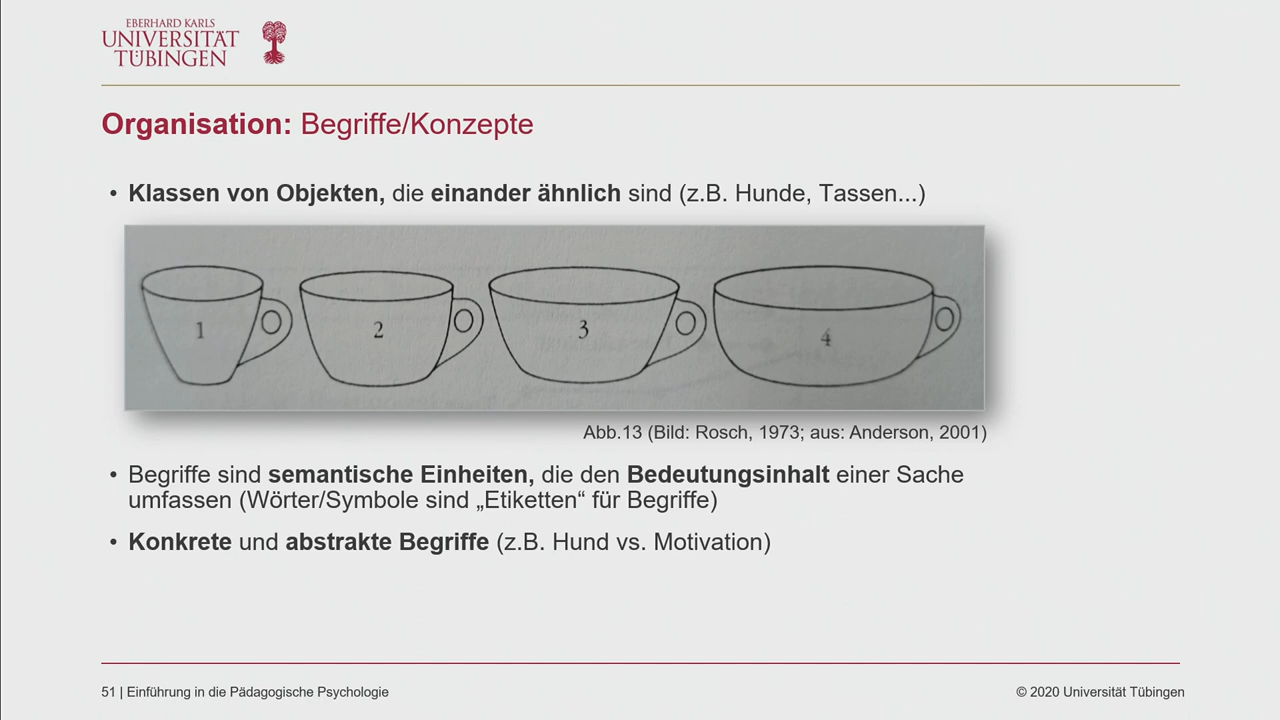 EBERHARD KARLS
UNIVERSITÄT
TÜBINGEN
Organisation: Begriffe/Konzepte
• Klassen von Objekten, die einander ähnlich sind (z.B. Hunde, Tassen...)
1 2 3 4
Abb.13 (Bild: Rosch, 1973; aus: Anderson, 2001)
• Begriffe sind semantische Einheiten, die den Bedeutungsinhalt einer Sache
umfassen (Wörter/Symbole sind „Etiketten“ für Begriffe)
• Konkrete und abstrakte Begriffe (z.B. Hund vs. Motivation)
51 | Einführung in die Pädagogische Psychologie
© 2020 Universität Tübingen